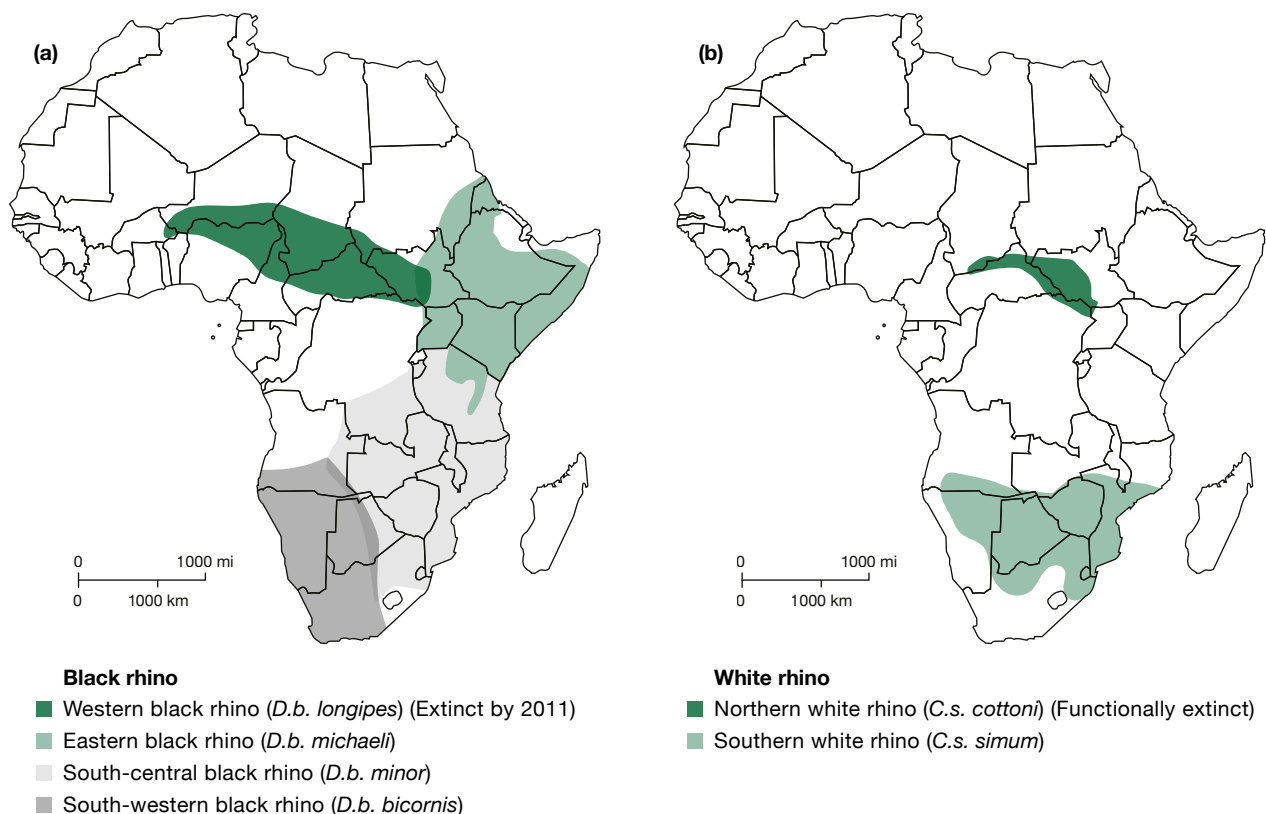 (a)
0 1000 mi
0 1000 km
Black rhino
Western black rhino (D.b. longipes) (Extinct by 2011)
Eastern black rhino (D.b. michaeli)
South-central black rhino (D.b. minor)
South-western black rhino (D.b. bicornis)
(b)
0 1000 mi
0 1000 km
White rhino
Northern white rhino (C.s. cottoni) (Functionally extinct)
Southern white rhino (C.s. simum)